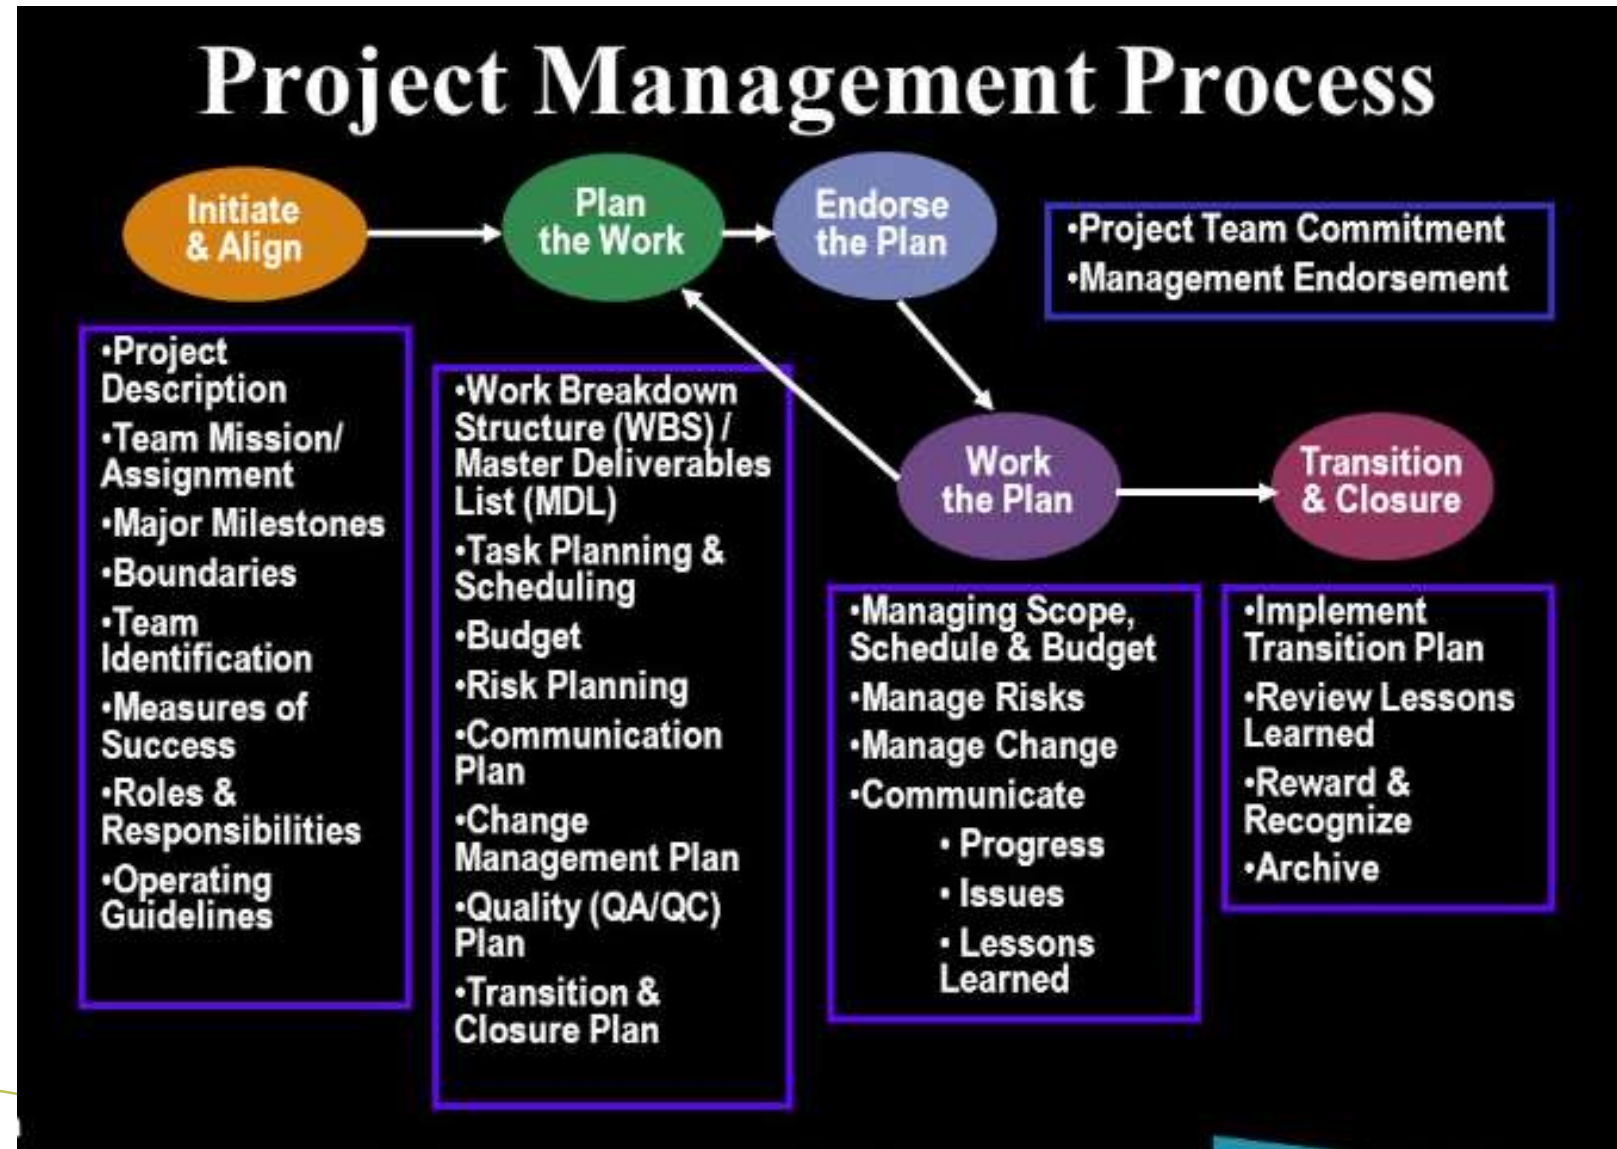 Project Management Process
Initiate
& Align
Plan
the Work
Endorse
the Plan
•Project Team Commitment
•Management Endorsement
•Project
Description
•Team Mission/
Assignment
•Major Milestones
•Boundaries
•Team
Identification
•Measures of
Success
•Roles &
Responsibilities
•Operating
Guidelines
•Work Breakdown
Structure (WBS) /
Master Deliverables
List (MDL)
•Task Planning &
Scheduling
•Budget
•Risk Planning
•Communication
Plan
•Change
Management Plan
•Quality (QA/QC)
Plan
•Transition &
Closure Plan
Work
the Plan
•Managing Scope,
Schedule & Budget
•Manage Risks
•Manage Change
•Communicate
• Progress
• Issues
• Lessons
Learned
Transition
& Closure
•Implement
Transition Plan
•Review Lessons
Learned
•Reward &
Recognize
•Archive